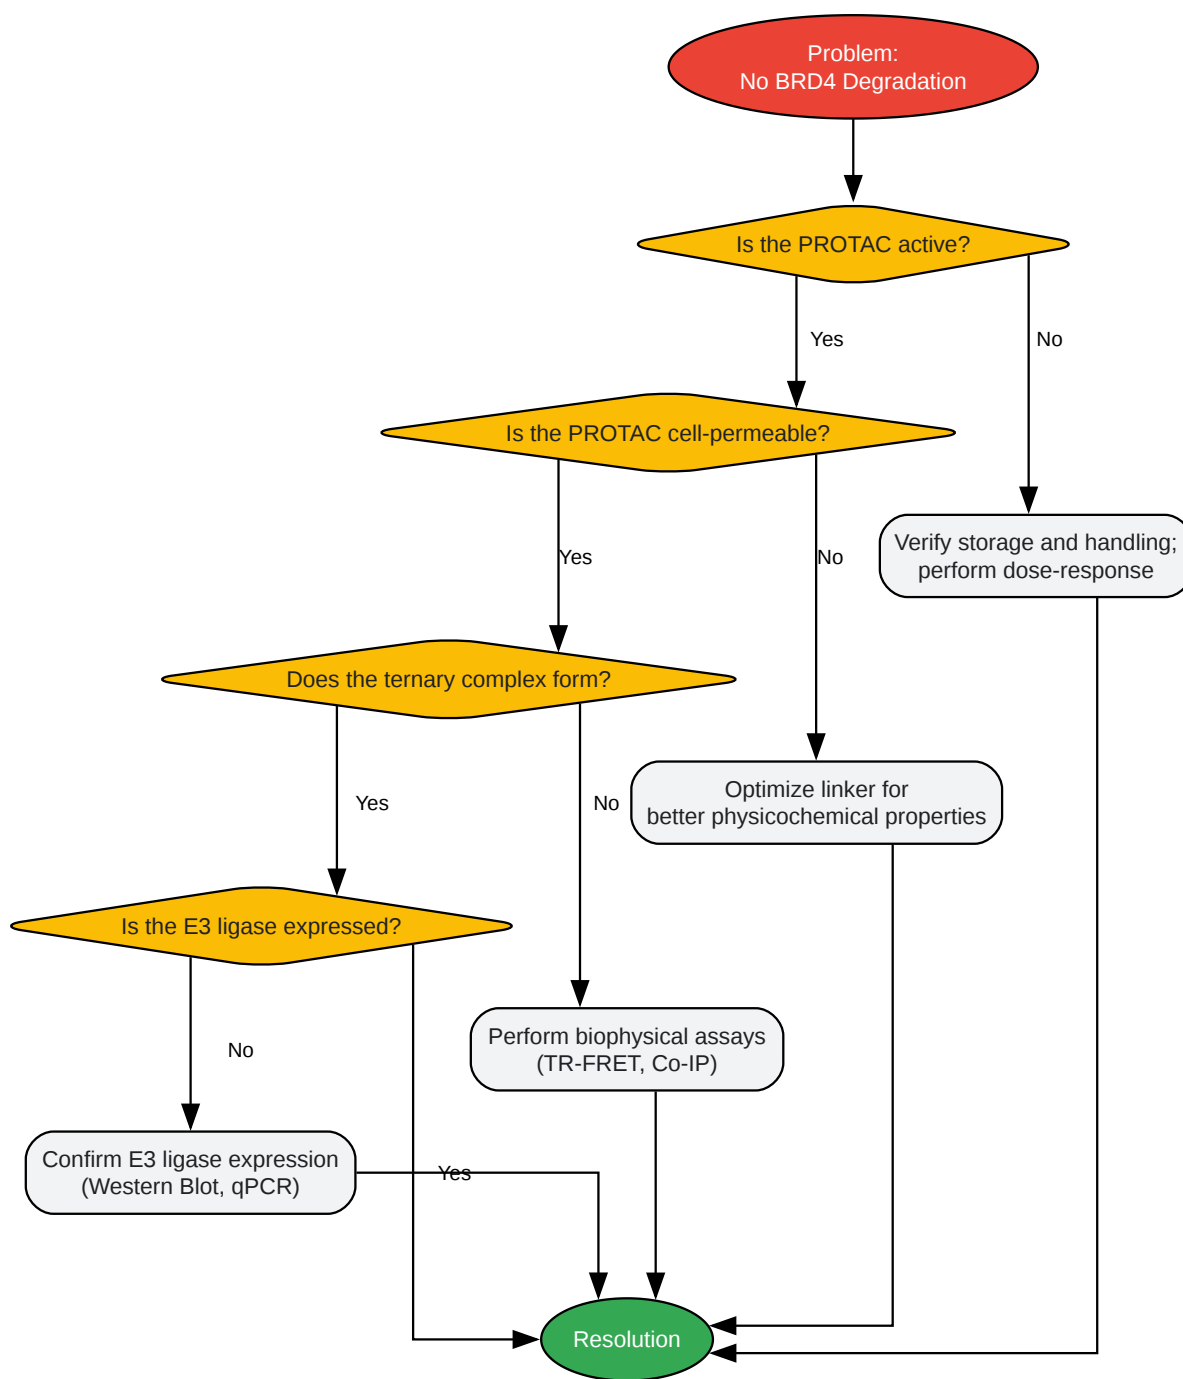 Problem:
No BRD4 Degradation
Is the PROTAC active?
Yes
No
Is the PROTAC cell-permeable?
Verify storage and handling;
perform dose-response
Yes
No
Does the ternary complex form?
Optimize linker for
better physicochemical properties
Yes
No
Is the E3 ligase expressed?
Perform biophysical assays
(TR-FRET, Co-IP)
No
Confirm E3 ligase expression
(Western Blot, qPCR)
Yes
Resolution